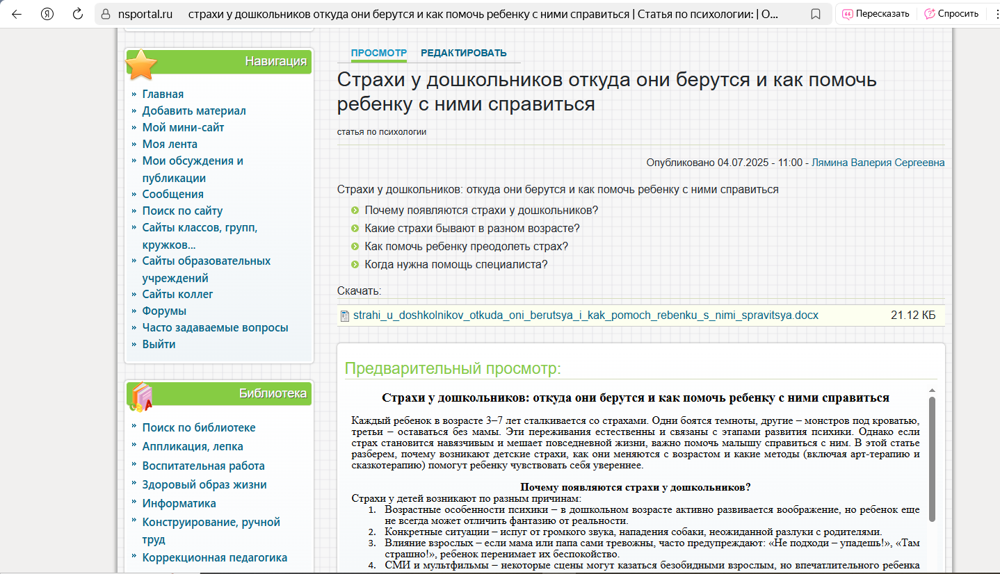 nsportal.ru страхи у дошкольников откуда они берутся и как помочь ребенку с ними справиться | Статья по психологии: | О...
Пересказать
Спросить
Навигация
» Главная
» Добавить материал
» Мой мини-сайт
» Моя лента
» Мои обсуждения и
публикации
» Сообщения
» Поиск по сайту
» Сайты классов, групп,
кружков...
» Сайты образовательных
учреждений
» Сайты коллег
» Форумы
» Часто задаваемые вопросы
» Выйти
Библиотека
» Поиск по библиотеке
» Аппликация, лепка
» Воспитательная работа
» Здоровый образ жизни
» Информатика
» Конструирование, ручной
труд
» Коррекционная педагогика
ПРОСМОТР РЕДАКТИРОВАТЬ
Страхи у дошкольников откуда они берутся и как помочь
ребенку с ними справиться
статья по психологии
Опубликовано 04.07.2025 - 11:00 - Лямина Валерия Сергеевна
Страхи у дошкольников: откуда они берутся и как помочь ребенку с ними справиться
Почему появляются страхи у дошкольников?
Какие страхи бывают в разном возрасте?
Как помочь ребенку преодолеть страх?
Когда нужна помощь специалиста?
Скачать:
strahi_u_doshkolnikov_otkuda_oni_berutsya_i_kak_pomoch_rebenku_s_nimi_spravitsya.docx 21.12 КБ
Предварительный просмотр:
Страхи у дошкольников: откуда они берутся и как помочь ребенку с ними справиться
Каждый ребенок в возрасте 3–7 лет сталкивается со страхами. Одни боятся темноты, другие – монстров под кроватью,
третьи – оставаться без мамы. Эти переживания естественны и связаны с этапами развития психики. Однако если
страх становится навязчивым и мешает повседневной жизни, важно помочь малышу справиться с ним. В этой статье
разберем, почему возникают детские страхи, как они меняются с возрастом и какие методы (включая арт-терапию и
сказкотерапию) помогут ребенку чувствовать себя увереннее.
Почему появляются страхи у дошкольников?
Страхи у детей возникают по разным причинам:
1. Возрастные особенности психики – в дошкольном возрасте активно развивается воображение, но ребенок еще
не всегда может отличить фантазию от реальности.
2. Конкретные ситуации – испуг от громкого звука, нападения собаки, неожиданной разлуки с родителями.
3. Влияние взрослых – если мама или папа сами тревожны, часто предупреждают: «Не подходи – упадешь!», «Там
страшно!», ребенок перенимает их беспокойство.
4. СМИ и мультфильмы – некоторые сцены могут казаться безобидными взрослым, но впечатлительного ребенка